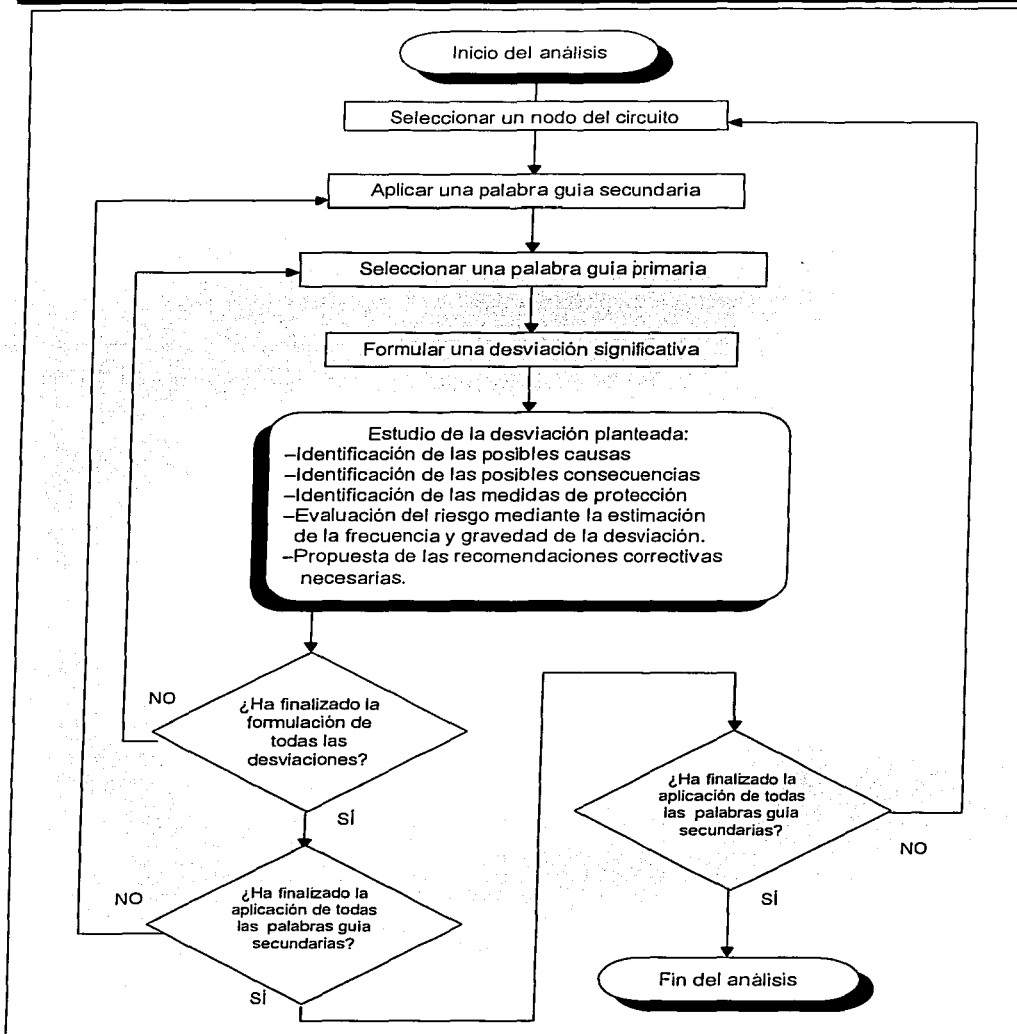 Inicio del análisis
Seleccionar un nodo del circuito
Aplicar una palabra guia secundaria
Seleccionar una palabra guia primaria
Formular una desviación significativa
Estudio de la desviación planteada:
–Identificación de las posibles causas
–Identificación de las posibles consecuencias
–Identificación de las medidas de protección
–Evaluación del riesgo mediante la estimación
de la frecuencia y gravedad de la desviación.
–Propuesta de las recomendaciones correctivas
necesarias.
NO
¿Ha finalizado la
formulación de
todas las
desviaciones?
SÍ
NO
¿Ha finalizado la
aplicación de todas
las palabras guia
secundarias?
SÍ
¿Ha finalizado la
aplicación de todas
las palabras guia
secundarias?
NO
SÍ
Fin del análisis